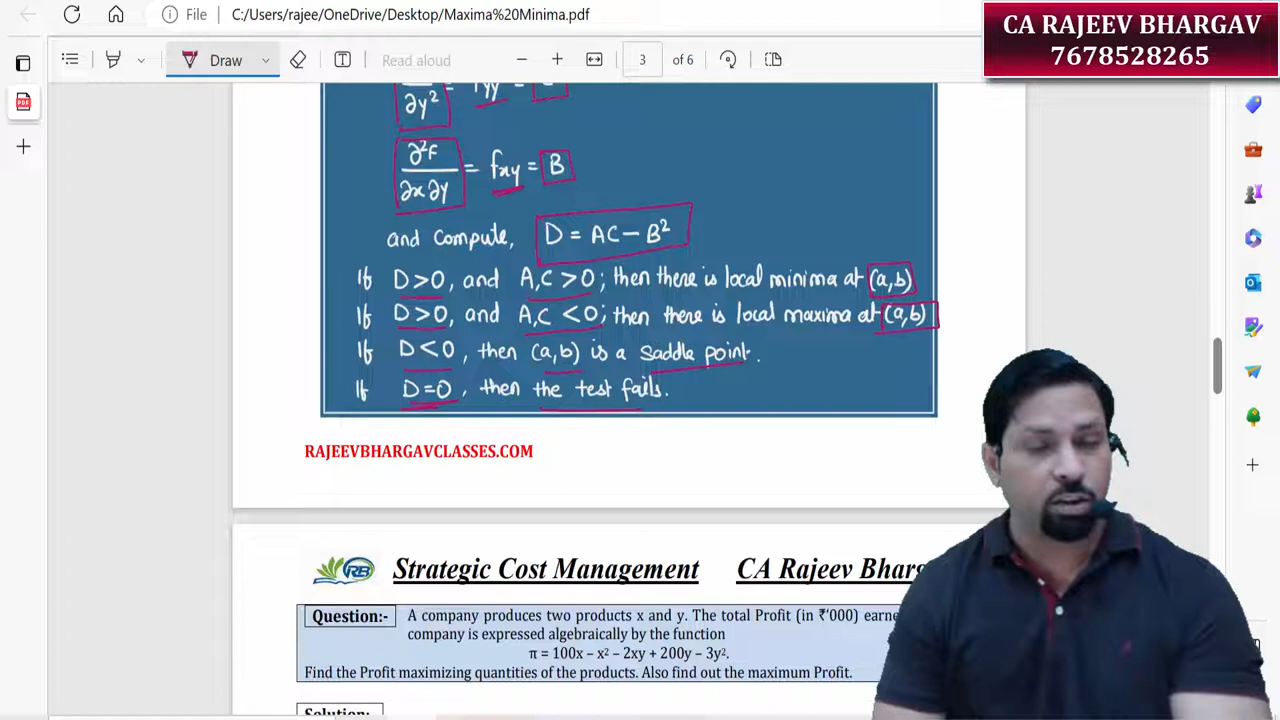 File
C:/Users/rajee/OneDrive/Desktop/Maxima%20Minima.pdf
CA RAJEEV BHARGAV
7678528265
Draw
Read aloud
3
of 6
∂y²
∂²f
∂x ∂y
= fxy = B
and Compute, D = AC – B²
If D > 0, and A,C > 0; then there is local minima at (a,b)
If D > 0, and A,C < 0; then there is local maxima at (a,b)
If D < 0, then (a,b) is a saddle point.
If D = 0, then the test fails.
RAJEEVBHARGAVCLASSES.COM
RB
Strategic Cost Management CA Rajeev
Question:- A company produces two products x and y. The total Profit (in ₹'000)
company is expressed algebraically by the function
π = 100x – x² – 2xy + 200y – 3y².
Find the Profit maximizing quantities of the products. Also find out the maximum Profit.